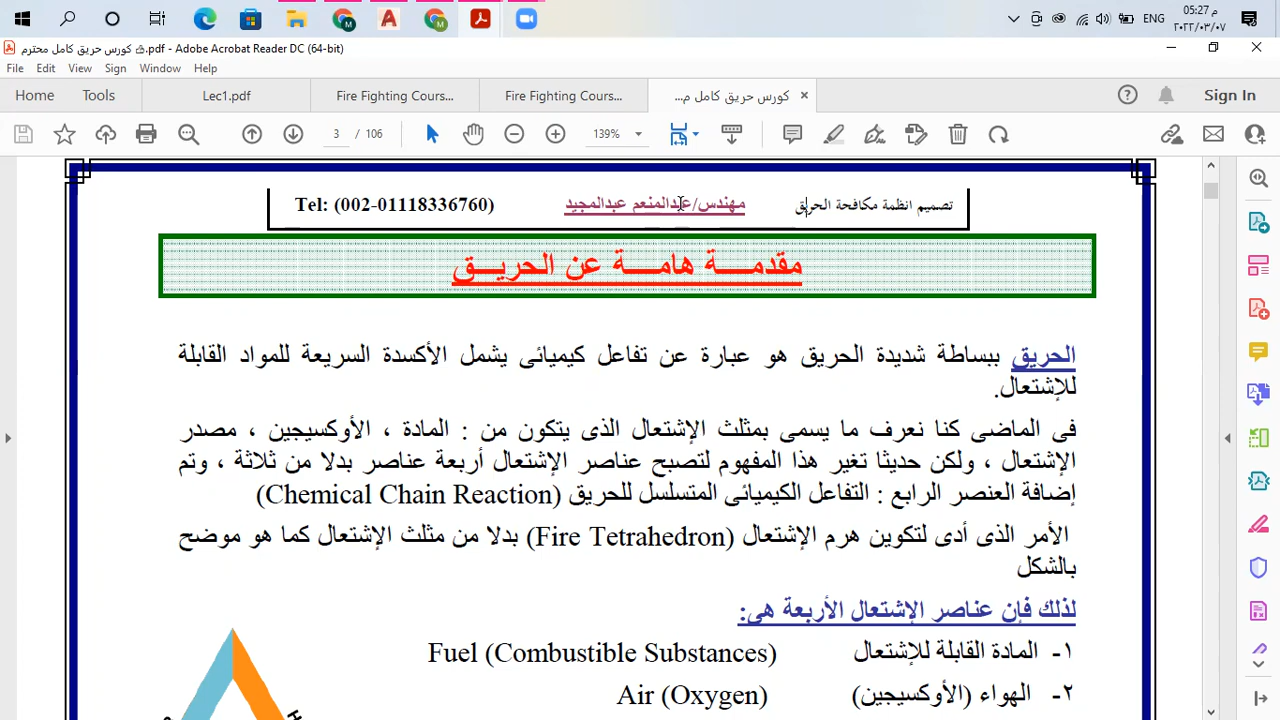 ENG
05:27 م
٢٠٢٢/٠٣/٠٧
كورس حريق كامل محترم.pdf - Adobe Acrobat Reader DC (64-bit)
File Edit View Sign Window Help
Home Tools Lec1.pdf Fire Fighting Cours... Fire Fighting Cours... كورس حريق كامل م... Sign In
3 / 106 139%
تصميم انظمة مكافحة الحريق مهندس/عبدالمنعم عبدالمجيد Tel: (002-01118336760)
مقدمـــة هامـــة عن الحريـــق
الحريق ببساطة شديدة الحريق هو عبارة عن تفاعل كيميائى يشمل الأكسدة السريعة للمواد القابلة
للإشتعال.
فى الماضى كنا نعرف ما يسمى بمثلث الإشتعال الذى يتكون من : المادة ، الأوكسيجين ، مصدر
الإشتعال ، ولكن حديثا تغير هذا المفهوم لتصبح عناصر الإشتعال أربعة عناصر بدلا من ثلاثة ، وتم
إضافة العنصر الرابع : التفاعل الكيميائى المتسلسل للحريق (Chemical Chain Reaction)
الأمر الذى أدى لتكوين هرم الإشتعال (Fire Tetrahedron) بدلا من مثلث الإشتعال كما هو موضح
بالشكل
لذلك فإن عناصر الإشتعال الأربعة هى:
١- المادة القابلة للإشتعال Fuel (Combustible Substances)
٢- الهواء (الأوكسيجين) Air (Oxygen)